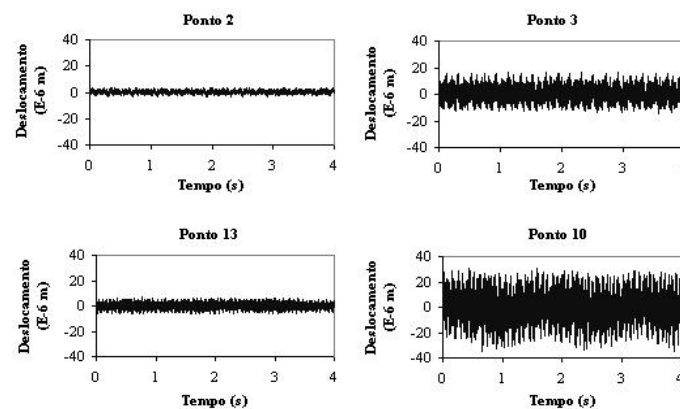 Ponto 2
Deslocamento
(E-6 m)
40
20
0
-20
-40
0 1 2 3 4
Tempo (s)
Ponto 3
Deslocamento
(E-6 m)
40
20
0
-20
-40
0 1 2 3 4
Tempo (s)
Ponto 13
Deslocamento
(E-6 m)
40
20
0
-20
-40
0 1 2 3 4
Tempo (s)
Ponto 10
Deslocamento
(E-6 m)
40
20
0
-20
-40
0 1 2 3 4
Tempo (s)